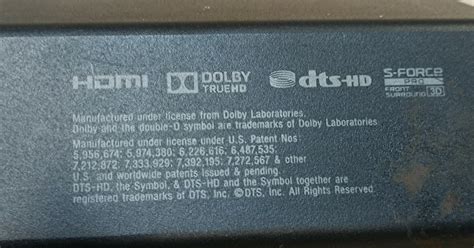 HDMI DOLBY TRUEHD dts-HD S-FORCE PRO FRONT SURROUND 3D
Manufactured under license from Dolby Laboratories.
Dolby and the double-D symbol are trademarks of Dolby Laboratories.
Manufactured under license under U.S. Patent Nos
5,956,674; 5,974,380; 6,226,616; 6,487,535;
7,212,872; 7,333,929; 7,392,195; 7,272,567 & other
U.S. and worldwide patents issued & pending.
DTS-HD, the Symbol, & DTS-HD and the Symbol together are
registered trademarks of DTS, Inc. ©DTS, Inc. All Rights Reserved.